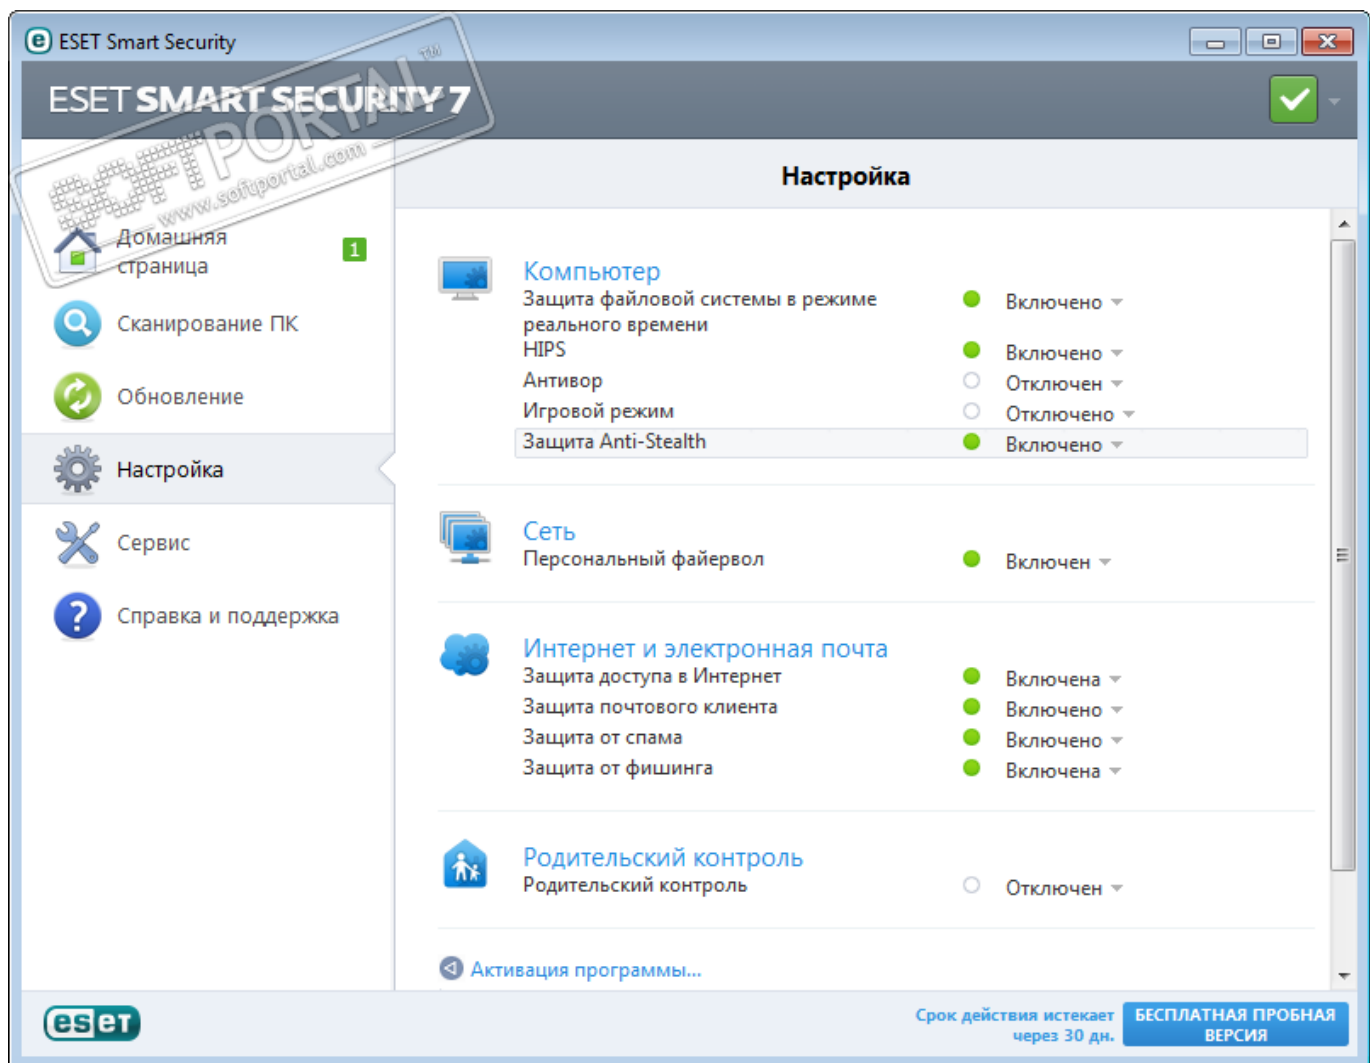 ESET Smart Security
ESET SMART SECURITY 7
SOFTPORTAL™
www.softportal.com
Домашняя
страница
1
Сканирование ПК
Обновление
Настройка
Сервис
Справка и поддержка
Настройка
Компьютер
Защита файловой системы в режиме
реального времени
Включено
HIPS Включено
Антивор Отключен
Игровой режим Отключено
Защита Anti-Stealth Включено
Сеть
Персональный файервол Включен
Интернет и электронная почта
Защита доступа в Интернет Включена
Защита почтового клиента Включено
Защита от спама Включено
Защита от фишинга Включена
Родительский контроль
Родительский контроль Отключен
Активация программы...
eset
Срок действия истекает
через 30 дн.
БЕСПЛАТНАЯ ПРОБНАЯ
ВЕРСИЯ